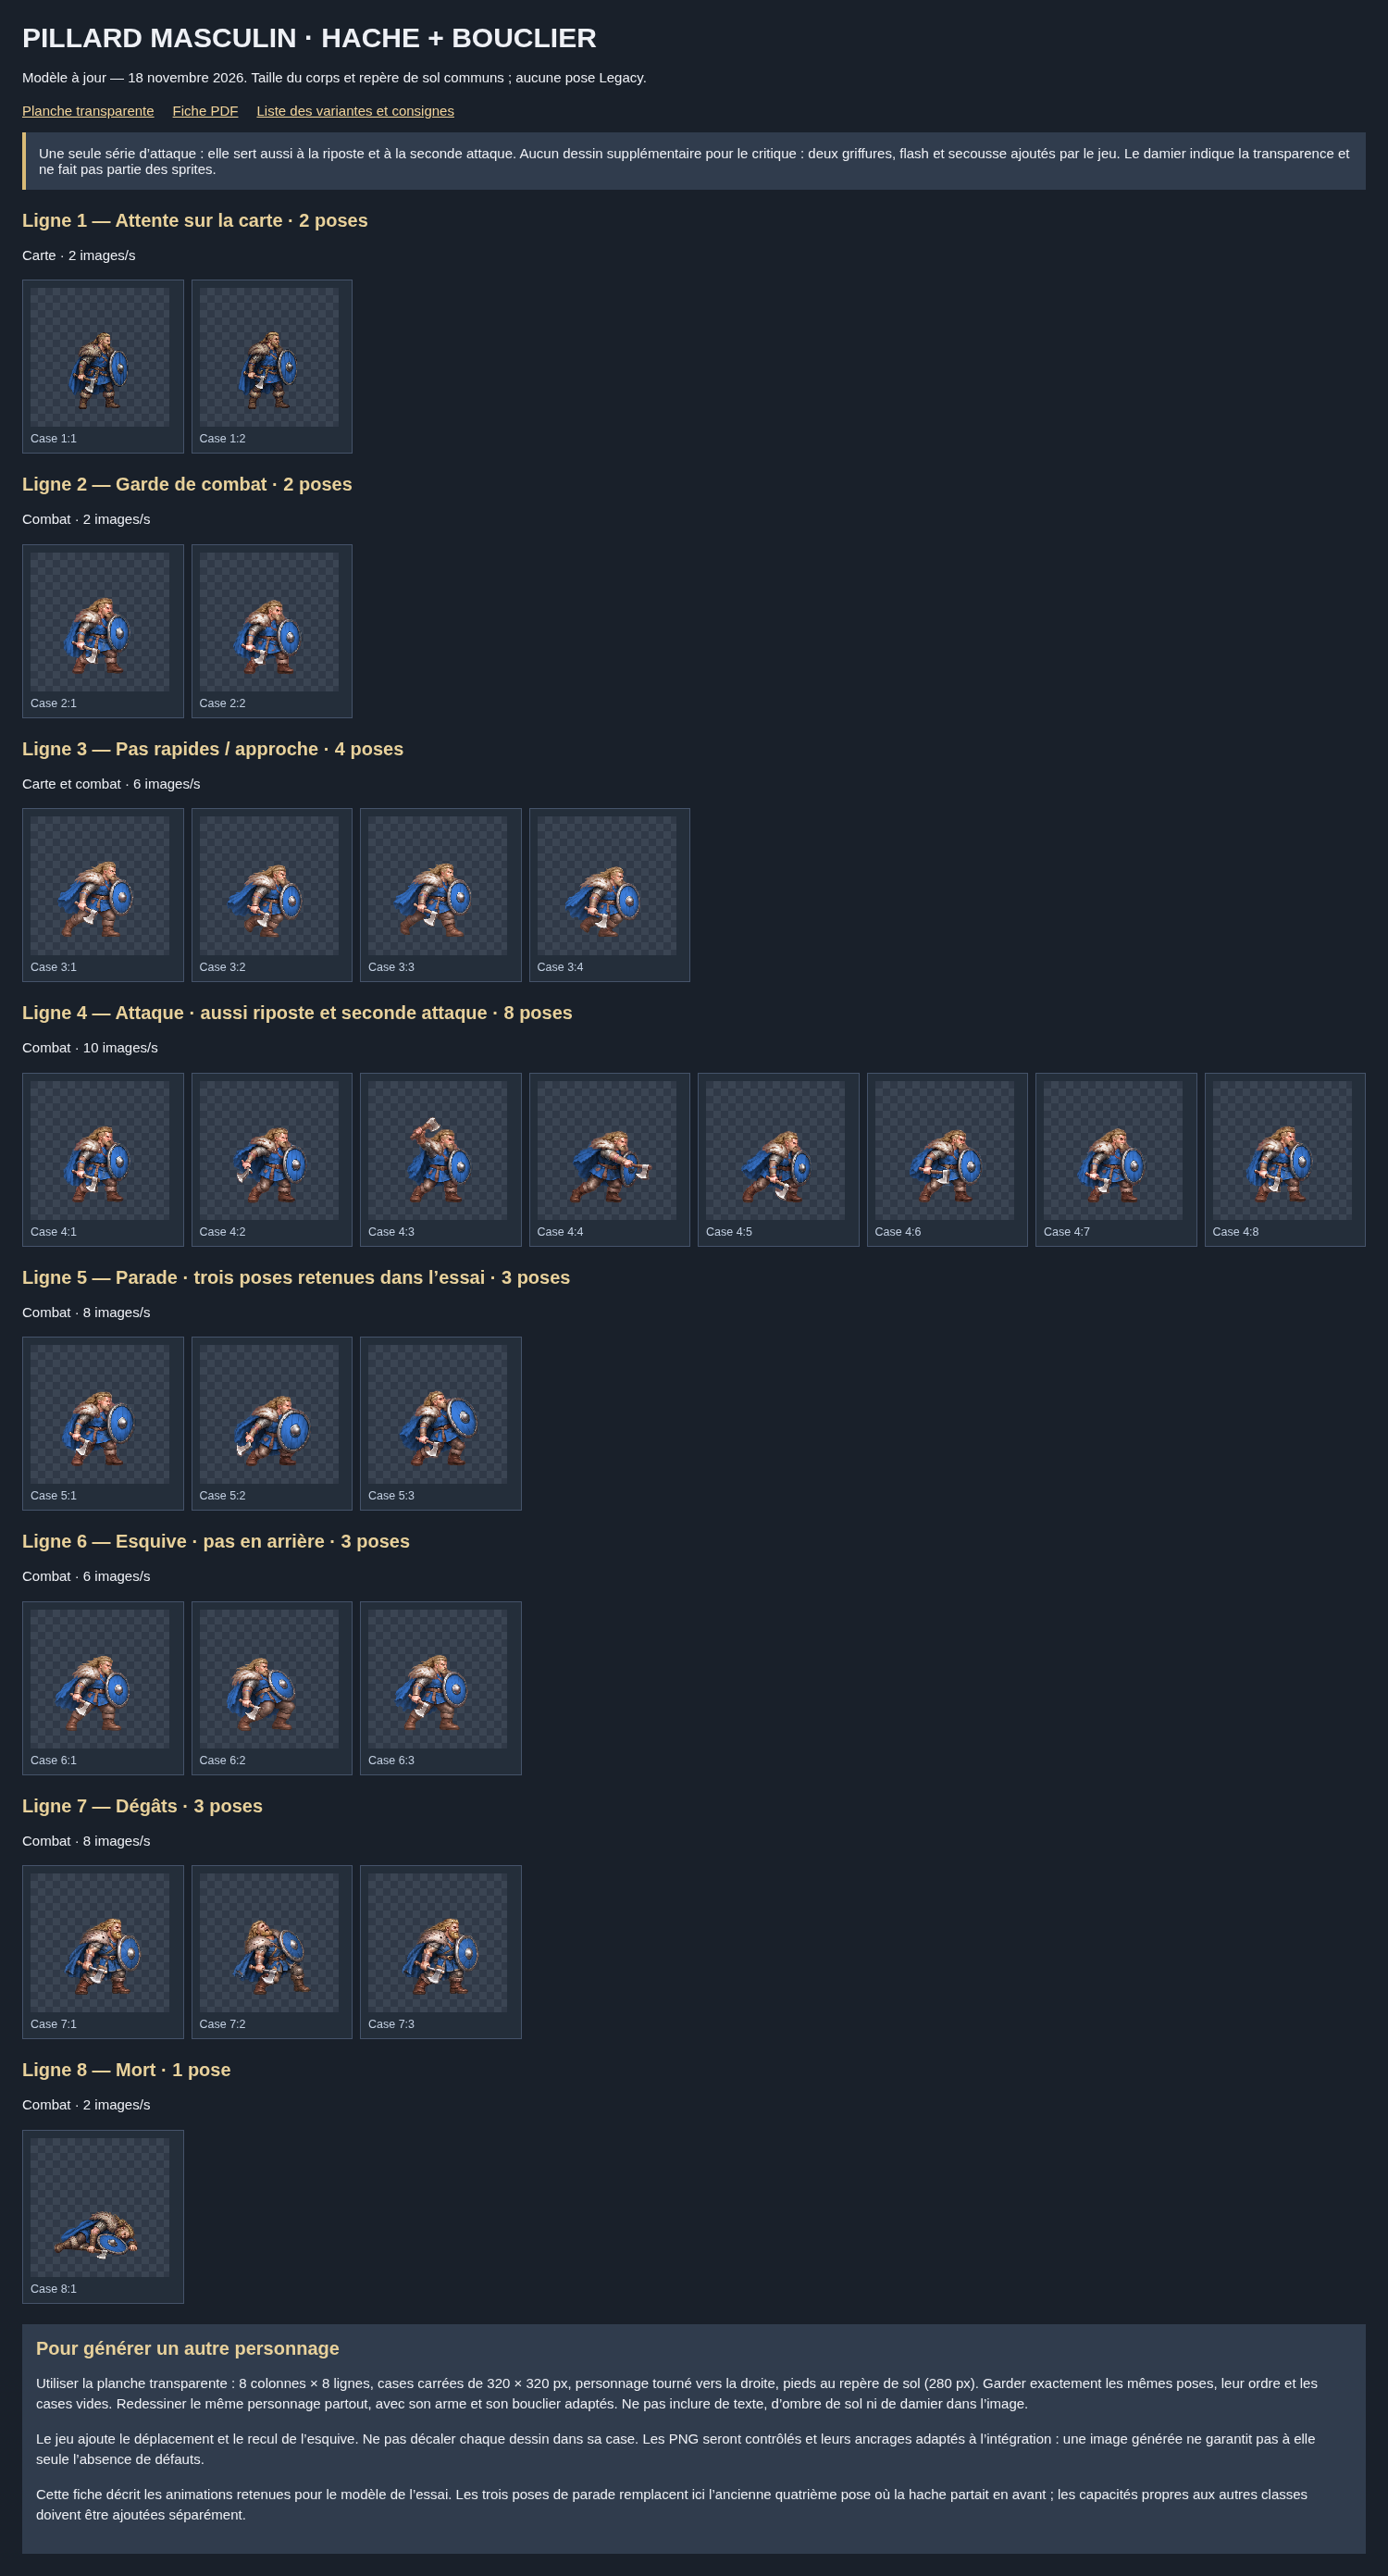 PILLARD MASCULIN · HACHE + BOUCLIER
Modèle à jour — 18 novembre 2026. Taille du corps et repère de sol communs ; aucune pose Legacy.
Planche transparente Fiche PDF Liste des variantes et consignes
Une seule série d’attaque : elle sert aussi à la riposte et à la seconde attaque. Aucun dessin supplémentaire pour le critique : deux griffures, flash et secousse ajoutés par le jeu. Le damier indique la transparence et
ne fait pas partie des sprites.
Ligne 1 — Attente sur la carte · 2 poses
Carte · 2 images/s
Case 1:1 Case 1:2
Ligne 2 — Garde de combat · 2 poses
Combat · 2 images/s
Case 2:1 Case 2:2
Ligne 3 — Pas rapides / approche · 4 poses
Carte et combat · 6 images/s
Case 3:1 Case 3:2 Case 3:3 Case 3:4
Ligne 4 — Attaque · aussi riposte et seconde attaque · 8 poses
Combat · 10 images/s
Case 4:1 Case 4:2 Case 4:3 Case 4:4 Case 4:5 Case 4:6 Case 4:7 Case 4:8
Ligne 5 — Parade · trois poses retenues dans l’essai · 3 poses
Combat · 8 images/s
Case 5:1 Case 5:2 Case 5:3
Ligne 6 — Esquive · pas en arrière · 3 poses
Combat · 6 images/s
Case 6:1 Case 6:2 Case 6:3
Ligne 7 — Dégâts · 3 poses
Combat · 8 images/s
Case 7:1 Case 7:2 Case 7:3
Ligne 8 — Mort · 1 pose
Combat · 2 images/s
Case 8:1
Pour générer un autre personnage
Utiliser la planche transparente : 8 colonnes × 8 lignes, cases carrées de 320 × 320 px, personnage tourné vers la droite, pieds au repère de sol (280 px). Garder exactement les mêmes poses, leur ordre et les
cases vides. Redessiner le même personnage partout, avec son arme et son bouclier adaptés. Ne pas inclure de texte, d’ombre de sol ni de damier dans l’image.
Le jeu ajoute le déplacement et le recul de l’esquive. Ne pas décaler chaque dessin dans sa case. Les PNG seront contrôlés et leurs ancrages adaptés à l’intégration : une image générée ne garantit pas à elle
seule l’absence de défauts.
Cette fiche décrit les animations retenues pour le modèle de l’essai. Les trois poses de parade remplacent ici l’ancienne quatrième pose où la hache partait en avant ; les capacités propres aux autres classes
doivent être ajoutées séparément.